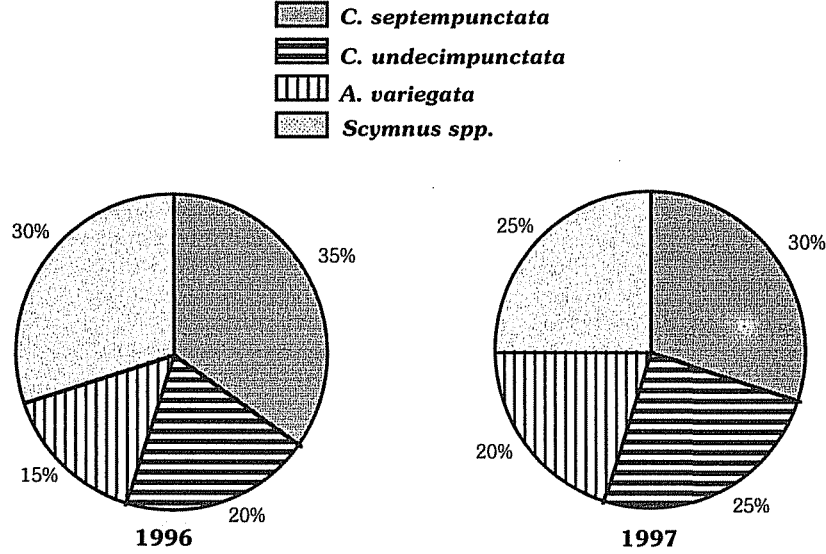 C. septempunctata
C. undecimpunctata
A. variegata
Scymnus spp.
30%
35%
15%
20%
1996
25%
30%
20%
25%
1997